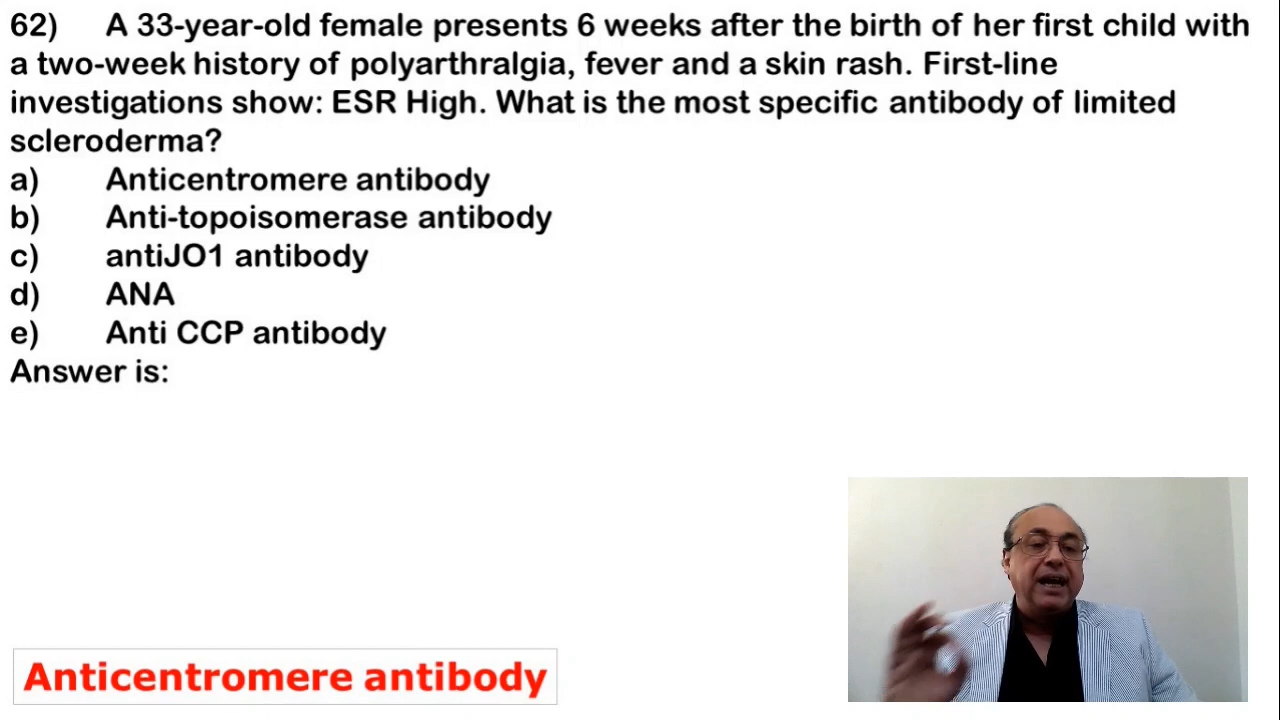 62) A 33-year-old female presents 6 weeks after the birth of her first child with
a two-week history of polyarthralgia, fever and a skin rash. First-line
investigations show: ESR High. What is the most specific antibody of limited
scleroderma?
a) Anticentromere antibody
b) Anti-topoisomerase antibody
c) antiJO1 antibody
d) ANA
e) Anti CCP antibody
Answer is:
Anticentromere antibody